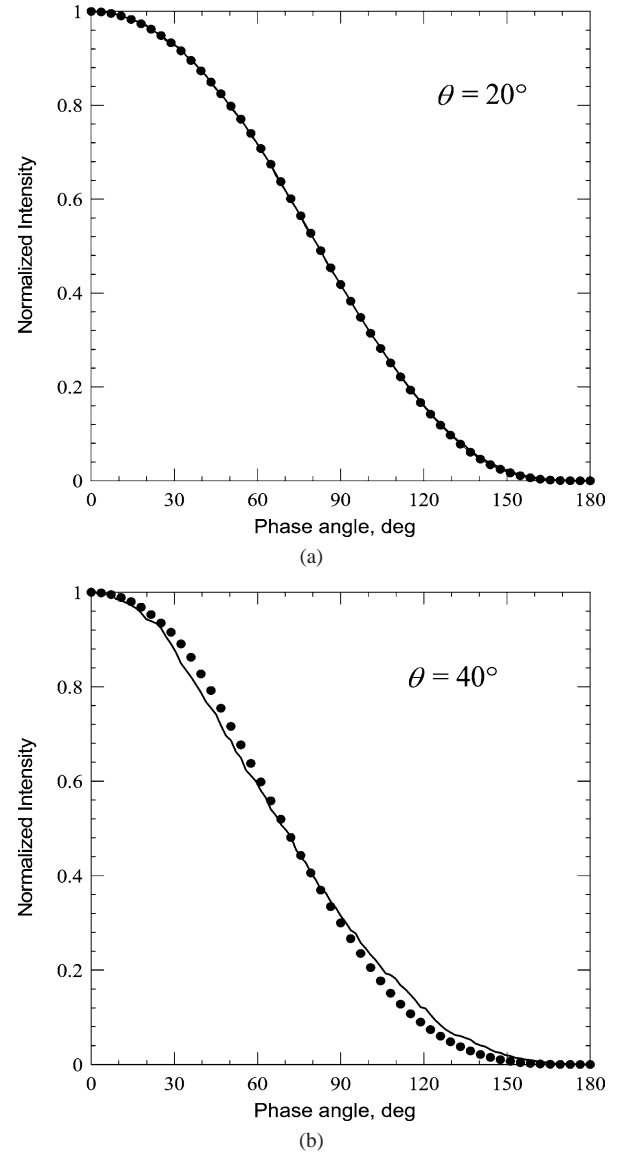 1
0.8
0.6
0.4
0.2
0
Normalized Intensity
θ = 20°
0 30 60 90 120 150 180
Phase angle, deg
(a)
1
0.8
0.6
0.4
0.2
0
Normalized Intensity
θ = 40°
0 30 60 90 120 150 180
Phase angle, deg
(b)